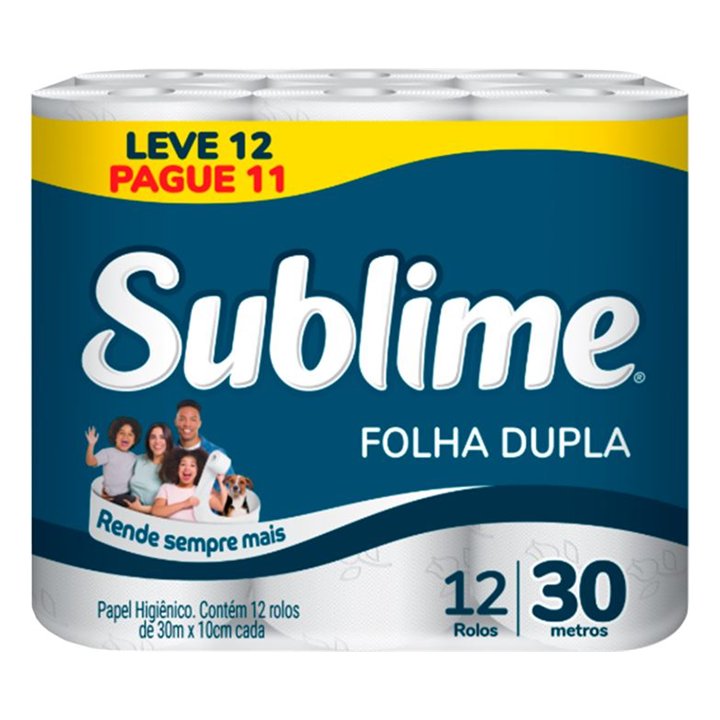 LEVE 12
PAGUE 11
Sublime®
FOLHA DUPLA
Rende sempre mais
Papel Higiênico. Contém 12 rolos
de 30m x 10cm cada
12 Rolos
30 metros